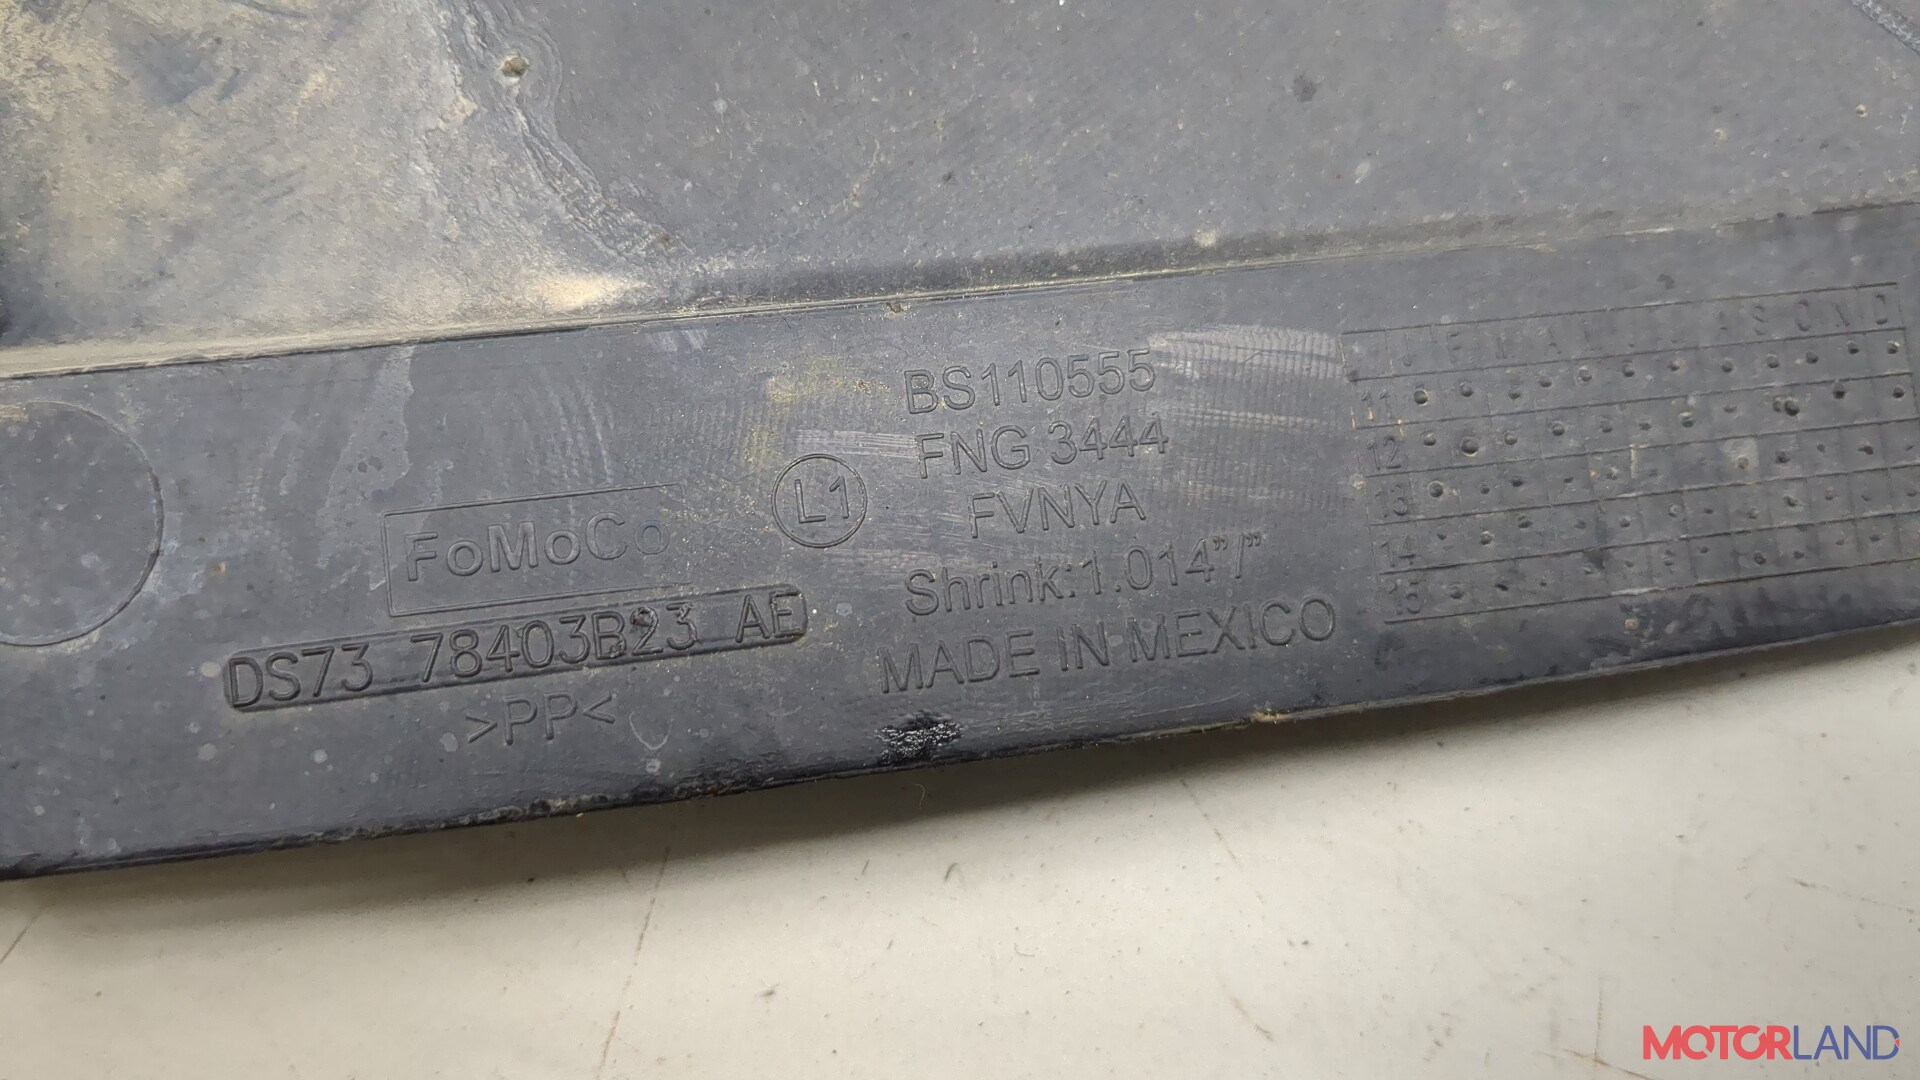 BS110555
FNG 3444
FVNYA
Shrink:1.014"/"
MADE IN MEXICO
L1
FoMoCo
DS73 78403B23 AE
>PP<
J F M A M J J A S O N D
11
12
13
14
15
MOTORLAND